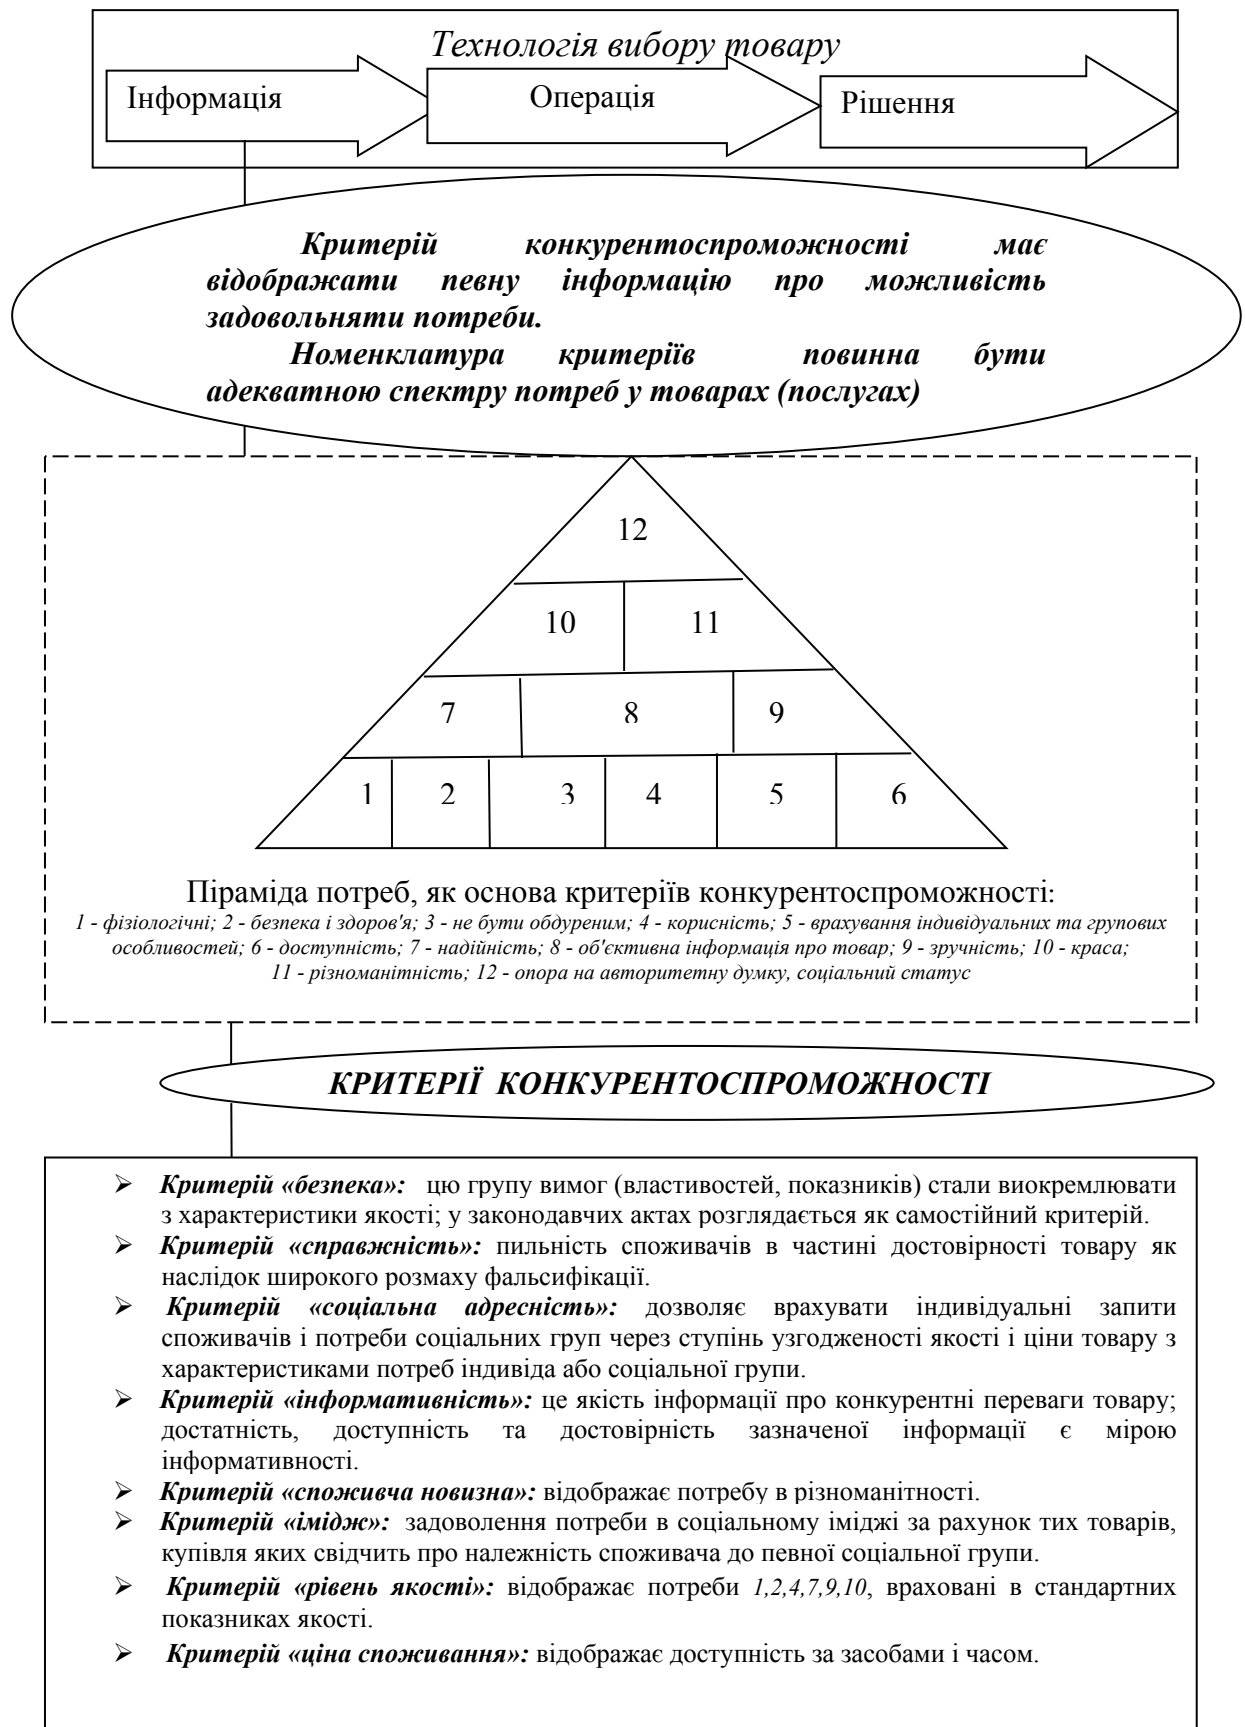 Технологія вибору товару
Інформація
Операція
Рішення
Критерій конкурентоспроможності має
відображати певну інформацію про можливість
задовольняти потреби.
Номенклатура критеріїв повинна бути
адекватною спектру потреб у товарах (послугах)
12
10 11
7 8 9
1 2 3 4 5 6
Піраміда потреб, як основа критеріїв конкурентоспроможності:
1 - фізіологічні; 2 - безпека і здоров'я; 3 - не бути обдуреним; 4 - корисність; 5 - врахування індивідуальних та групових
особливостей; 6 - доступність; 7 - надійність; 8 - об'єктивна інформація про товар; 9 - зручність; 10 - краса;
11 - різноманітність; 12 - опора на авторитетну думку, соціальний статус
КРИТЕРІЇ КОНКУРЕНТОСПРОМОЖНОСТІ
➢ Критерій «безпека»: цю групу вимог (властивостей, показників) стали виокремлювати
з характеристики якості; у законодавчих актах розглядається як самостійний критерій.
➢ Критерій «справжність»: пильність споживачів в частині достовірності товару як
наслідок широкого розмаху фальсифікації.
➢ Критерій «соціальна адресність»: дозволяє врахувати індивідуальні запити
споживачів і потреби соціальних груп через ступінь узгодженості якості і ціни товару з
характеристиками потреб індивіда або соціальної групи.
➢ Критерій «інформативність»: це якість інформації про конкурентні переваги товару;
достатність, доступність та достовірність зазначеної інформації є мірою
інформативності.
➢ Критерій «споживча новизна»: відображає потребу в різноманітності.
➢ Критерій «імідж»: задоволення потреби в соціальному іміджі за рахунок тих товарів,
купівля яких свідчить про належність споживача до певної соціальної групи.
➢ Критерій «рівень якості»: відображає потреби 1,2,4,7,9,10, враховані в стандартних
показниках якості.
➢ Критерій «ціна споживання»: відображає доступність за засобами і часом.